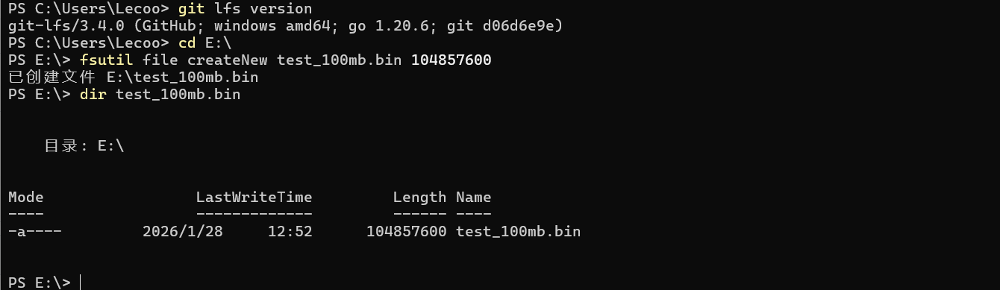 PS C:\Users\Lecoo> git lfs version
git-lfs/3.4.0 (GitHub; windows amd64; go 1.20.6; git d06d6e9e)
PS C:\Users\Lecoo> cd E:\
PS E:\> fsutil file createNew test_100mb.bin 104857600
已创建文件 E:\test_100mb.bin
PS E:\> dir test_100mb.bin
目录: E:\
Mode                 LastWriteTime         Length Name
----                 -------------         ------ ----
-a----         2026/1/28     12:52      104857600 test_100mb.bin
PS E:\>